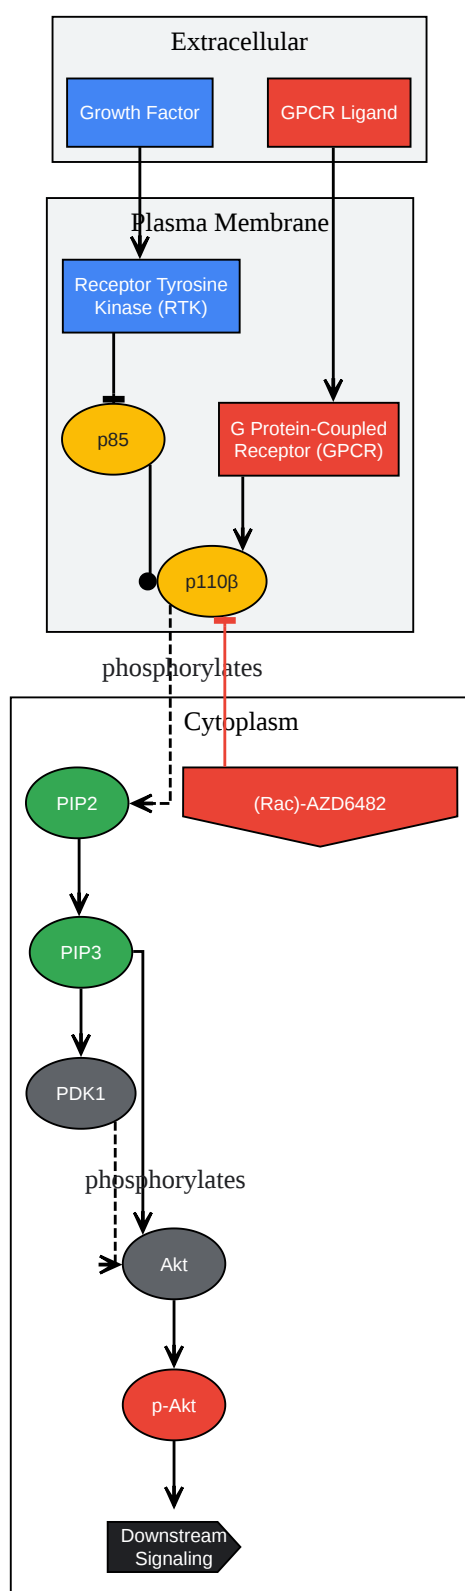 Extracellular
Growth Factor
GPCR Ligand
Plasma Membrane
Receptor Tyrosine
Kinase (RTK)
p85
G Protein-Coupled
Receptor (GPCR)
p110β
phosphorylates
Cytoplasm
PIP2
(Rac)-AZD6482
PIP3
PDK1
phosphorylates
Akt
p-Akt
Downstream
Signaling